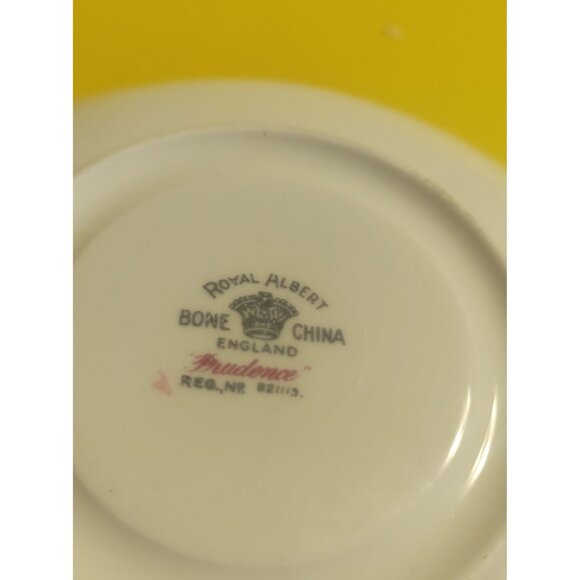 ROYAL ALBERT
BONE CHINA
ENGLAND
"Prudence"
REG., Nº 821113.